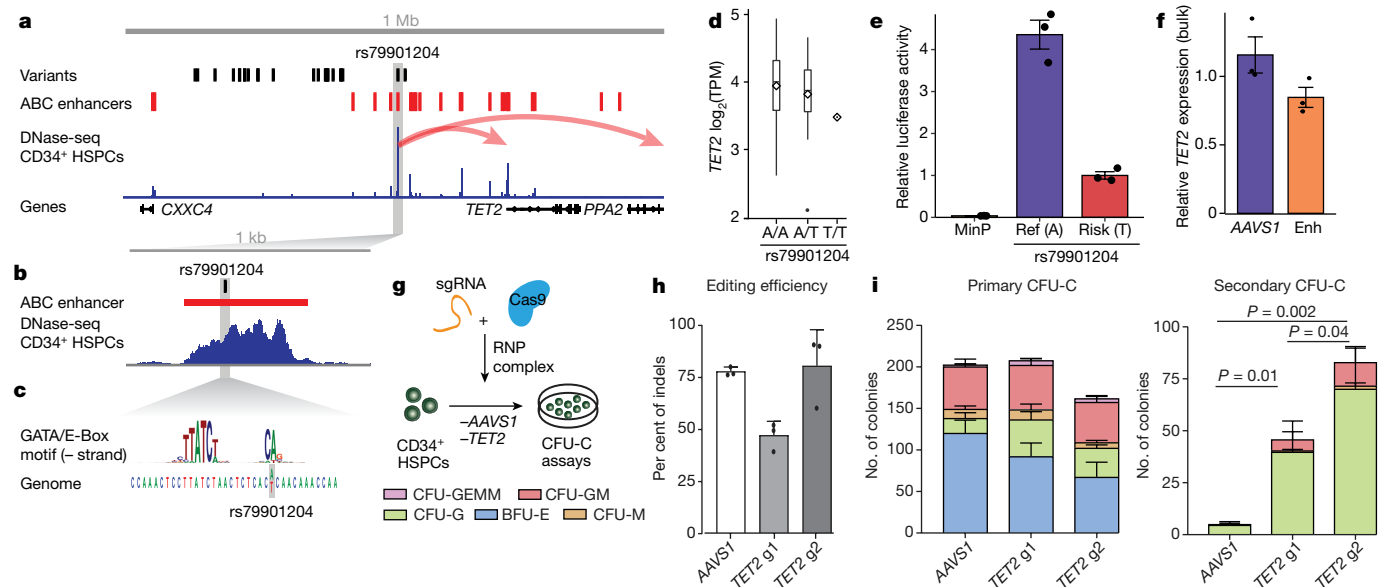 a
1 Mb
rs79901204
Variants
ABC enhancers
DNase-seq
CD34+ HSPCs
Genes
CXXC4
TET2
PPA2
1 kb
b
rs79901204
ABC enhancer
DNase-seq
CD34+ HSPCs
c
GATA/E-Box
motif (– strand)
TTATCT
CA
Genome
CCAAACTCCTTATCTAACTCTCACACAACAAACCAA
rs79901204
d
TET2 log2(TPM)
5
4
3
2
A/A A/T T/T
rs79901204
e
Relative luciferase activity
4
3
2
1
0
MinP Ref (A) Risk (T)
rs79901204
f
Relative TET2 expression (bulk)
1.0
0.5
0
AAVS1 Enh
g
sgRNA
Cas9
+
RNP
complex
–AAVS1
–TET2
CD34+
HSPCs
CFU-C
assays
CFU-GEMM CFU-GM
CFU-G BFU-E CFU-M
h
Editing efficiency
Per cent of indels
100
75
50
25
0
AAVS1 TET2 g1 TET2 g2
i
Primary CFU-C
No. of colonies
250
200
150
100
50
0
AAVS1 TET2 g1 TET2 g2
Secondary CFU-C
No. of colonies
100
75
50
25
0
P = 0.002
P = 0.04
P = 0.01
AAVS1 TET2 g1 TET2 g2